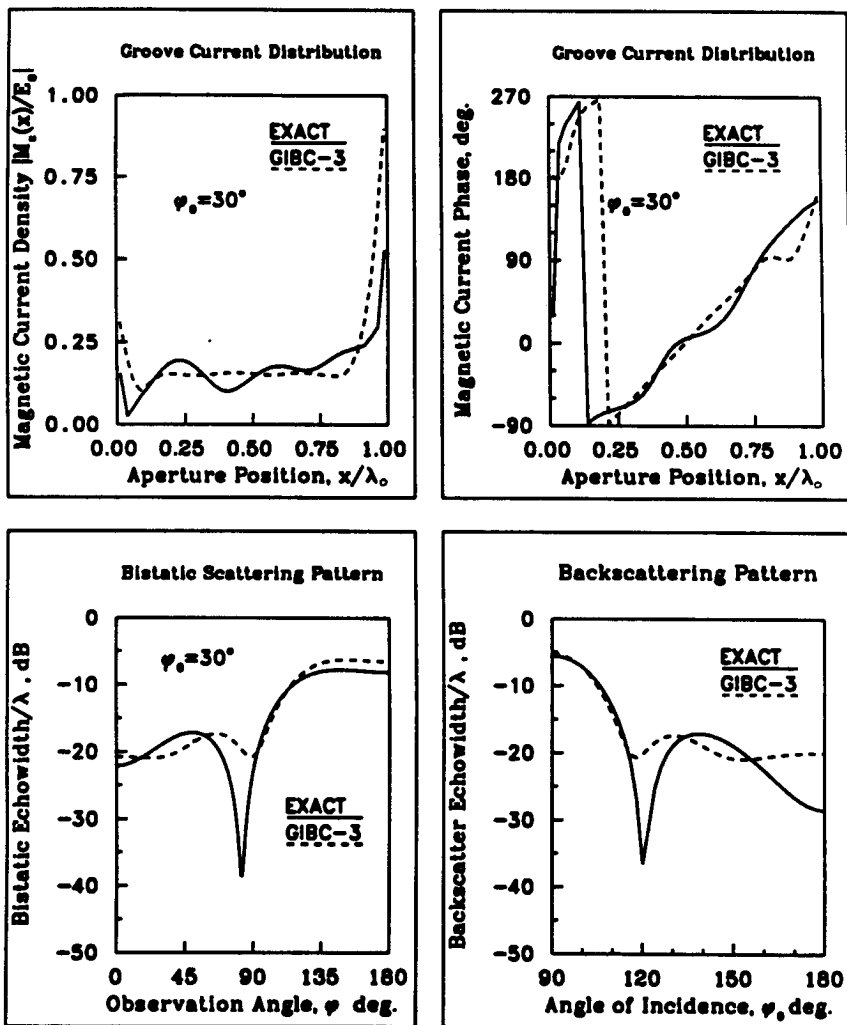 Groove Current Distribution
Magnetic Current Density |Mₛ(x)/E₀|
1.00
0.75
0.50
0.25
0.00
EXACT
GIBC-3
φ₀=30°
0.00 0.25 0.50 0.75 1.00
Aperture Position, x/λ₀
Groove Current Distribution
Magnetic Current Phase, deg.
270
180
90
0
-90
EXACT
GIBC-3
φ₀=30°
0.00 0.25 0.50 0.75 1.00
Aperture Position, x/λ₀
Bistatic Scattering Pattern
Bistatic Echowidth/λ, dB
0
-10
-20
-30
-40
-50
φ₀=30°
EXACT
GIBC-3
0 45 90 135 180
Observation Angle, φ deg.
Backscattering Pattern
Backscatter Echowidth/λ, dB
0
-10
-20
-30
-40
-50
EXACT
GIBC-3
90 120 150 180
Angle of Incidence, φ₀ deg.